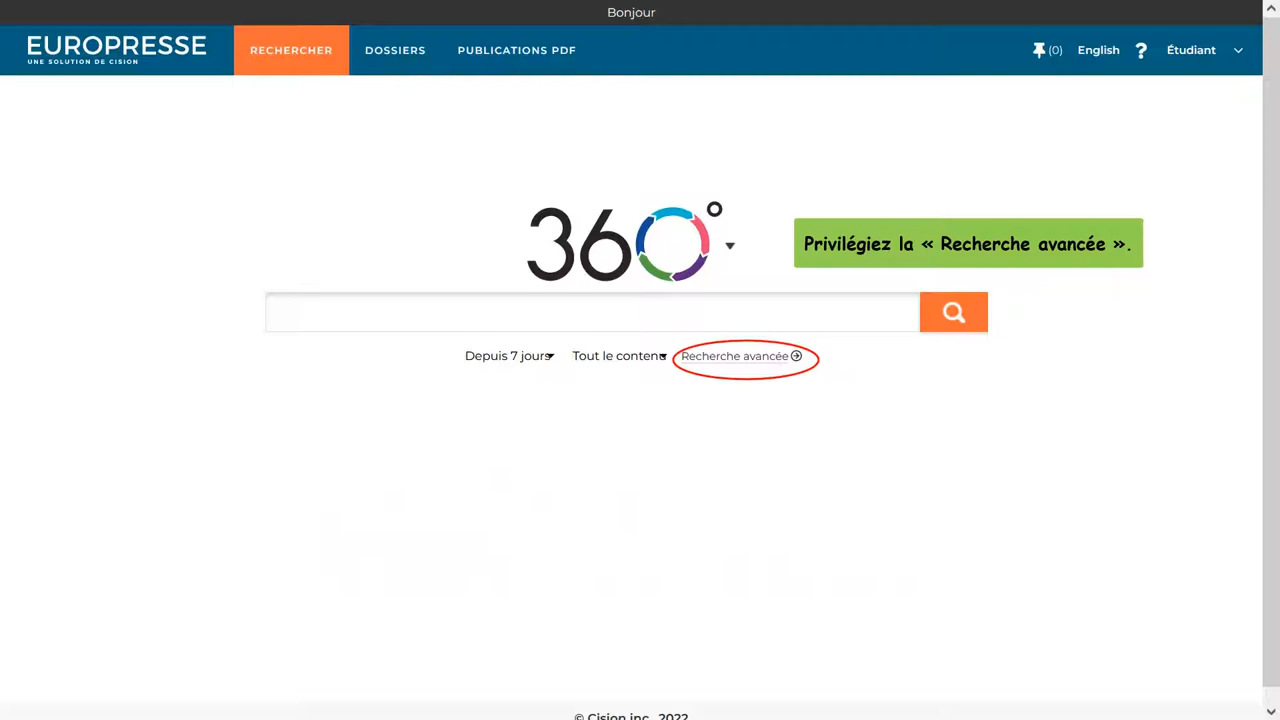 Bonjour
EUROPRESSE
UNE SOLUTION DE CISION
RECHERCHER
DOSSIERS
PUBLICATIONS PDF
(0)
English
?
Étudiant
360°
Privilégiez la « Recherche avancée ».
Depuis 7 jours
Tout le contenu
Recherche avancée
© Cision inc., 2022